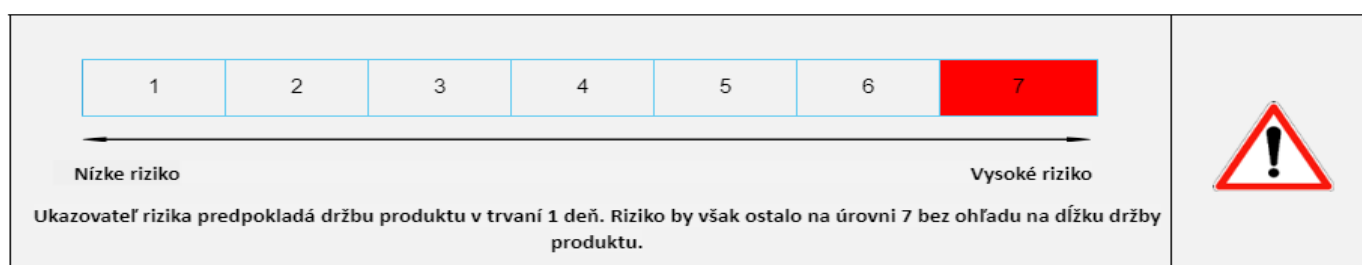 1 2 3 4 5 6 7
Nízke riziko Vysoké riziko
Ukazovateľ rizika predpokladá držbu produktu v trvaní 1 deň. Riziko by však ostalo na úrovni 7 bez ohľadu na dĺžku držby
produktu.